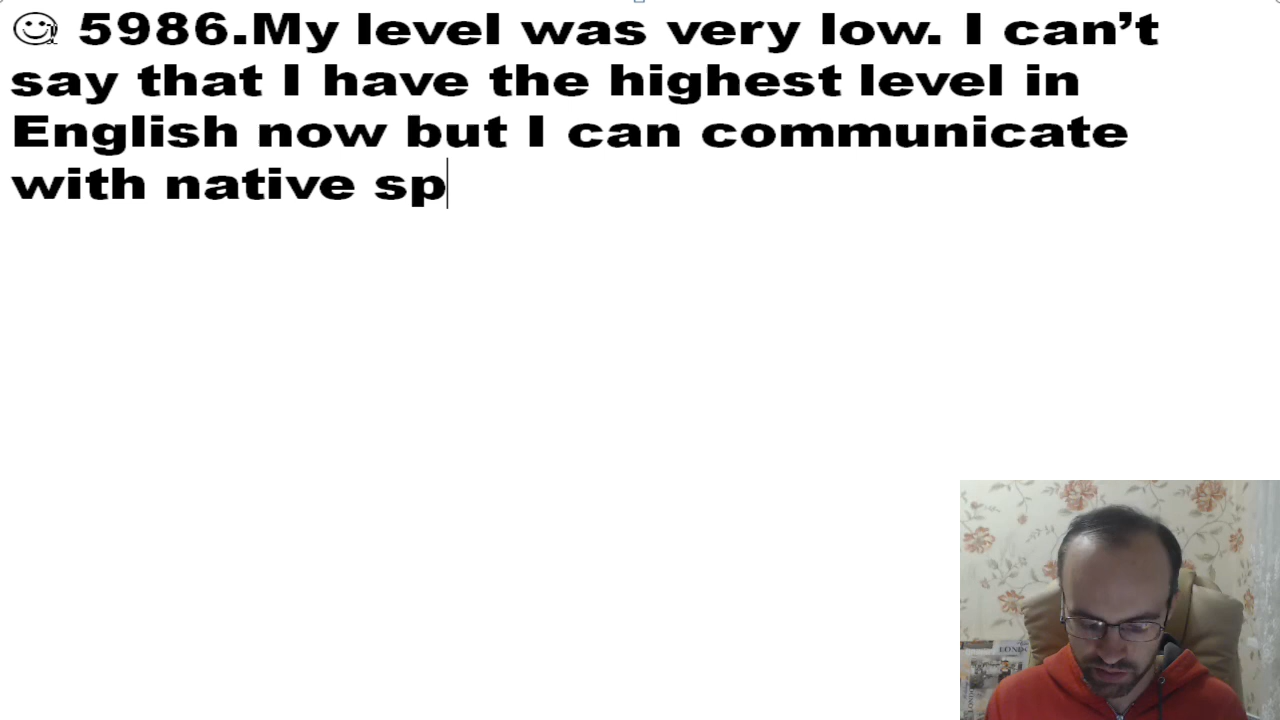 ☺ 5986.My level was very low. I can’t
say that I have the highest level in
English now but I can communicate
with native sp